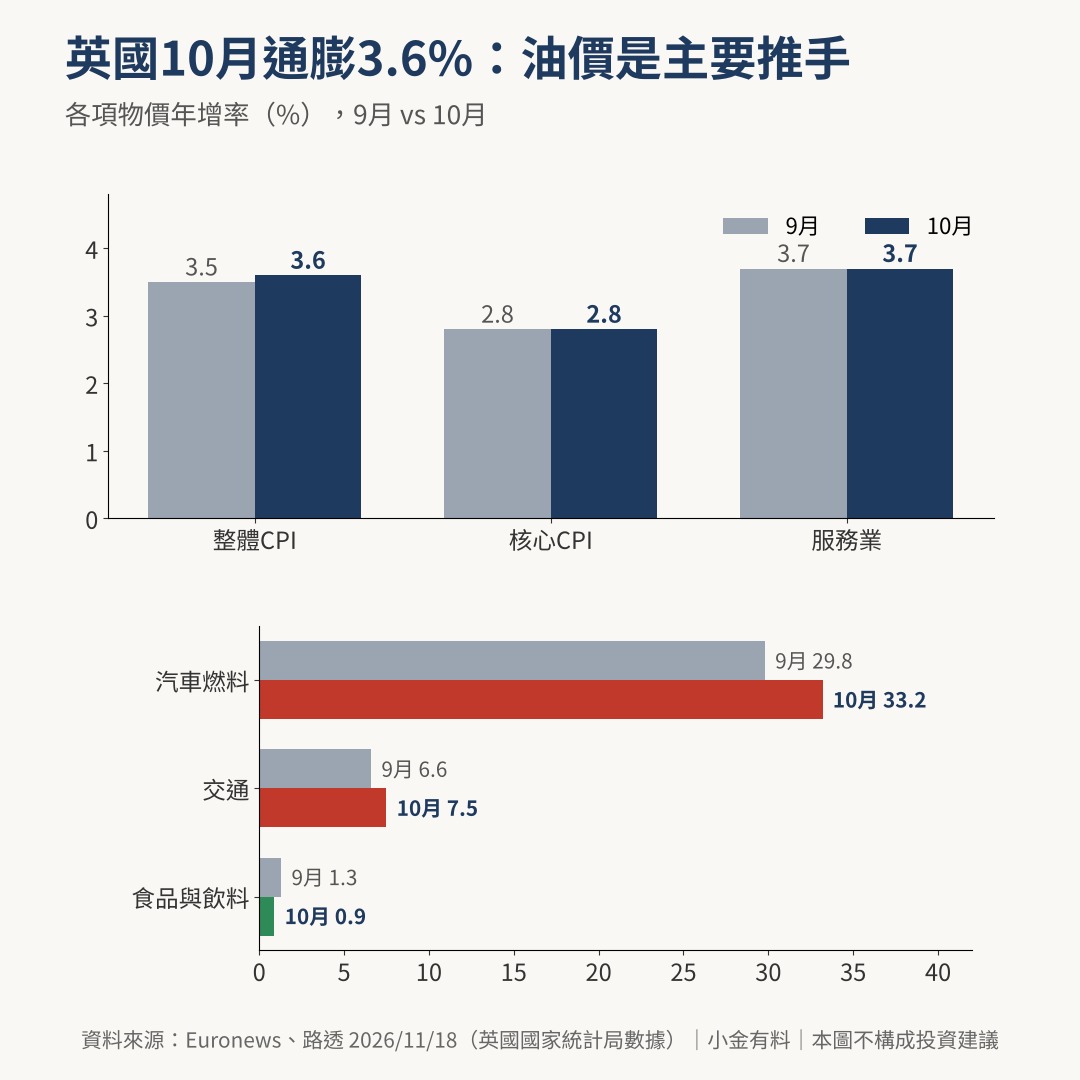 英國10月通膨3.6%：油價是主要推手
各項物價年增率（%），9月 vs 10月
9月 10月
4
3
2
1
0
3.5 3.6 2.8 2.8 3.7 3.7
整體CPI 核心CPI 服務業
汽車燃料 9月 29.8
10月 33.2
交通 9月 6.6
10月 7.5
食品與飲料 9月 1.3
10月 0.9
0 5 10 15 20 25 30 35 40
資料來源：Euronews、路透 2026/11/18（英國國家統計局數據）｜小金有料｜本圖不構成投資建議